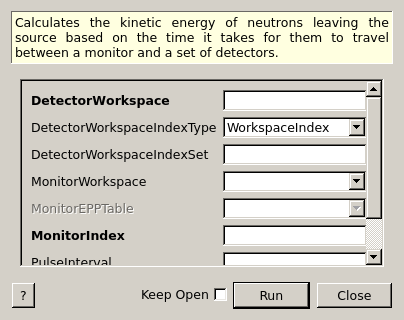 Calculates the kinetic energy of neutrons leaving the
source based on the time it takes for them to travel
between a monitor and a set of detectors.
DetectorWorkspace
DetectorWorkspaceIndexType WorkspaceIndex
DetectorWorkspaceIndexSet
MonitorWorkspace
MonitorEPPTable
MonitorIndex
PulseInterval
? Keep Open Run Close